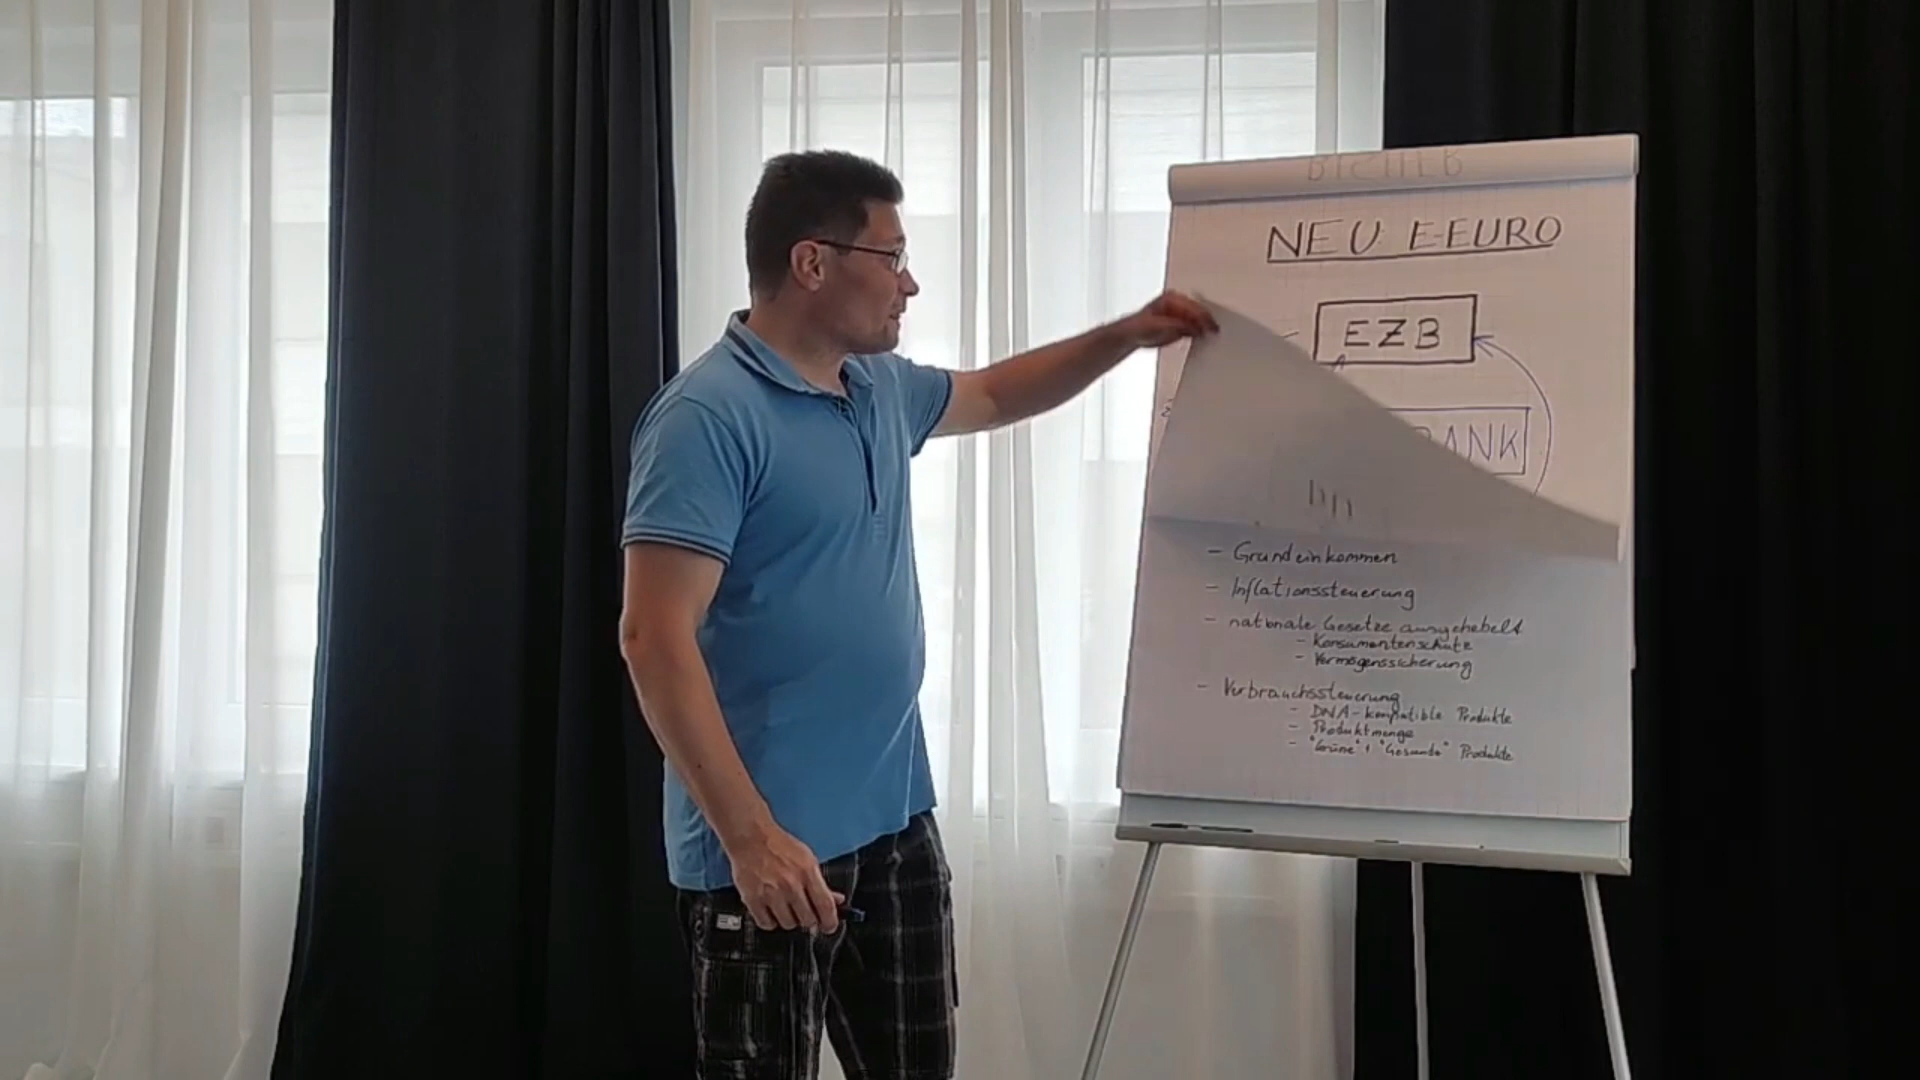 NEU E-EURO
EZB
BANK
- Grundeinkommen
- Inflationssteuerung
- nationale Gesetze ausgehebelt
- Konsumentenschutz
- Vermögenssicherung
- Verbrauchssteuerung
- DNA-kompatible Produkte
- Produktmenge
- "Grüne" + "Gesunde" Produkte